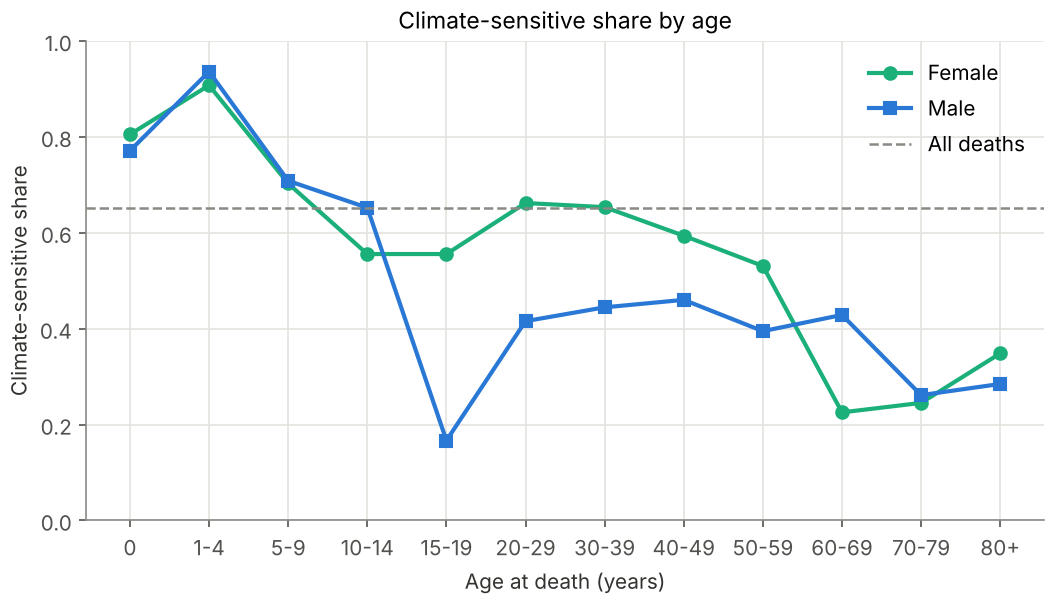 Climate-sensitive share by age
Female
Male
All deaths
Climate-sensitive share
1.0
0.8
0.6
0.4
0.2
0.0
0 1-4 5-9 10-14 15-19 20-29 30-39 40-49 50-59 60-69 70-79 80+
Age at death (years)